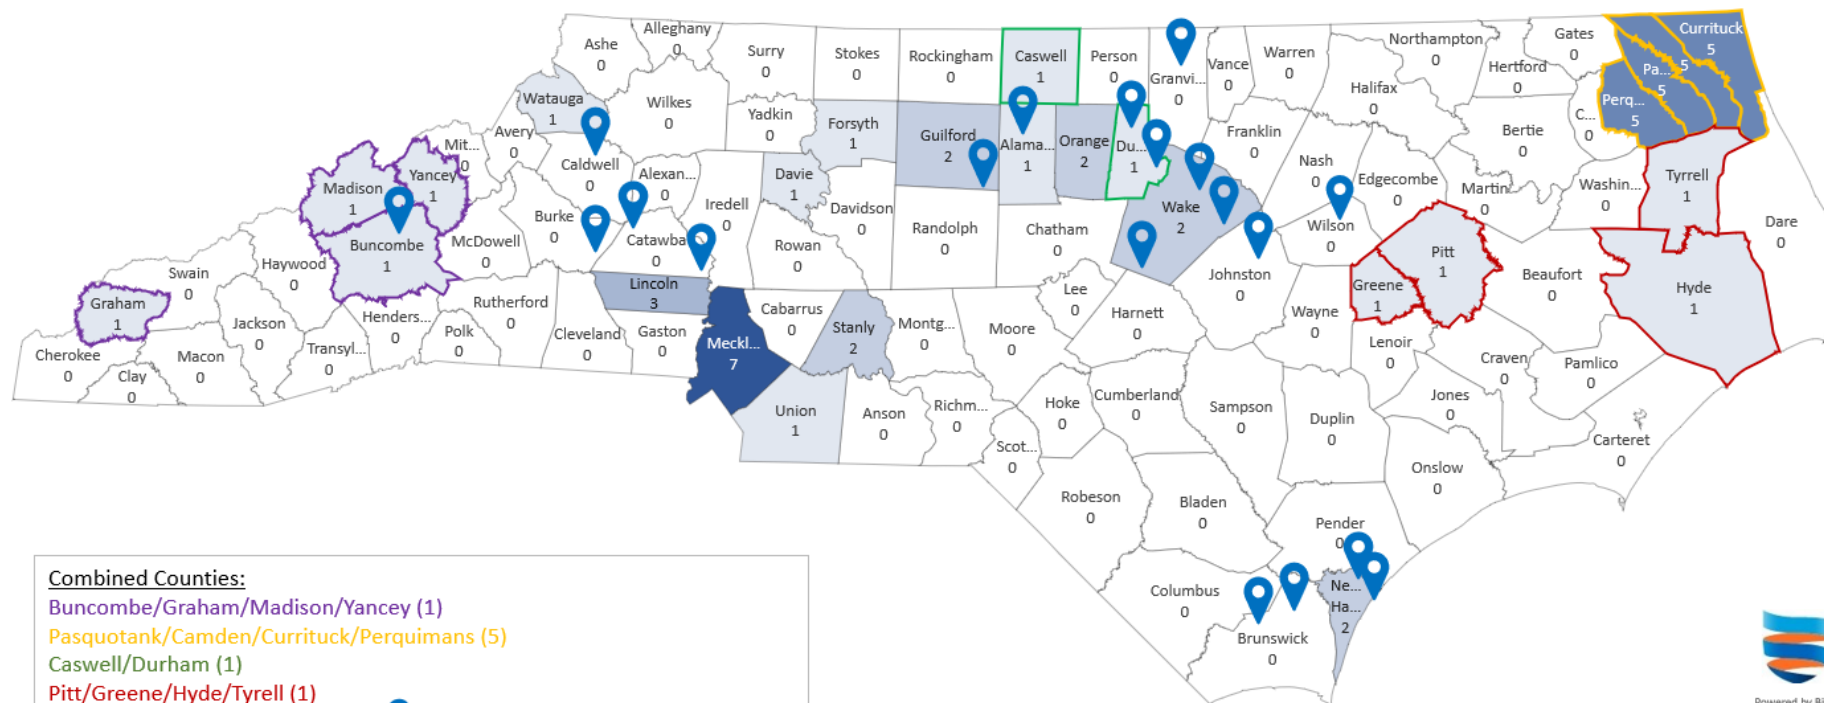 Ashe
0
Alleghany
0
Surry
0
Stokes
0
Rockingham
0
Caswell
1
Person
0
Granvi...
0
Vance
0
Warren
0
Northampton
0
Gates
0
Hertford
0
Currituck
5
5
Pa...
5
Perq...
5
C...
0
Halifax
0
Bertie
0
Watauga
1
Wilkes
0
Yadkin
0
Forsyth
1
Guilford
2
Alama...
1
Orange
2
Du...
1
Franklin
0
Nash
0
Edgecombe
0
Martin
0
Washin...
0
Tyrrell
1
Dare
0
Avery
0
Mit...
0
Yancey
1
Madison
1
Buncombe
1
Caldwell
0
Alexan...
0
Iredell
0
Davie
1
Davidson
0
Randolph
0
Chatham
0
Wake
2
Wilson
0
Pitt
1
Greene
1
Beaufort
0
Hyde
1
Burke
0
McDowell
0
Catawba
0
Rowan
0
Swain
0
Haywood
0
Graham
1
Jackson
0
Cherokee
0
Clay
0
Macon
0
Transyl...
0
Henders...
0
Polk
0
Rutherford
0
Cleveland
0
Lincoln
3
Gaston
0
Meckl...
7
Cabarrus
0
Stanly
2
Montg...
0
Moore
0
Lee
0
Harnett
0
Johnston
0
Wayne
0
Lenoir
0
Craven
0
Pamlico
0
Jones
0
Carteret
0
Union
1
Anson
0
Richm...
0
Scot...
0
Hoke
0
Cumberland
0
Sampson
0
Duplin
0
Onslow
0
Robeson
0
Bladen
0
Pender
0
Columbus
0
Brunswick
0
Ne...
Ha...
2
Combined Counties:
Buncombe/Graham/Madison/Yancey (1)
Pasquotank/Camden/Currituck/Perquimans (5)
Caswell/Durham (1)
Pitt/Greene/Hyde/Tyrell (1)
Powered by